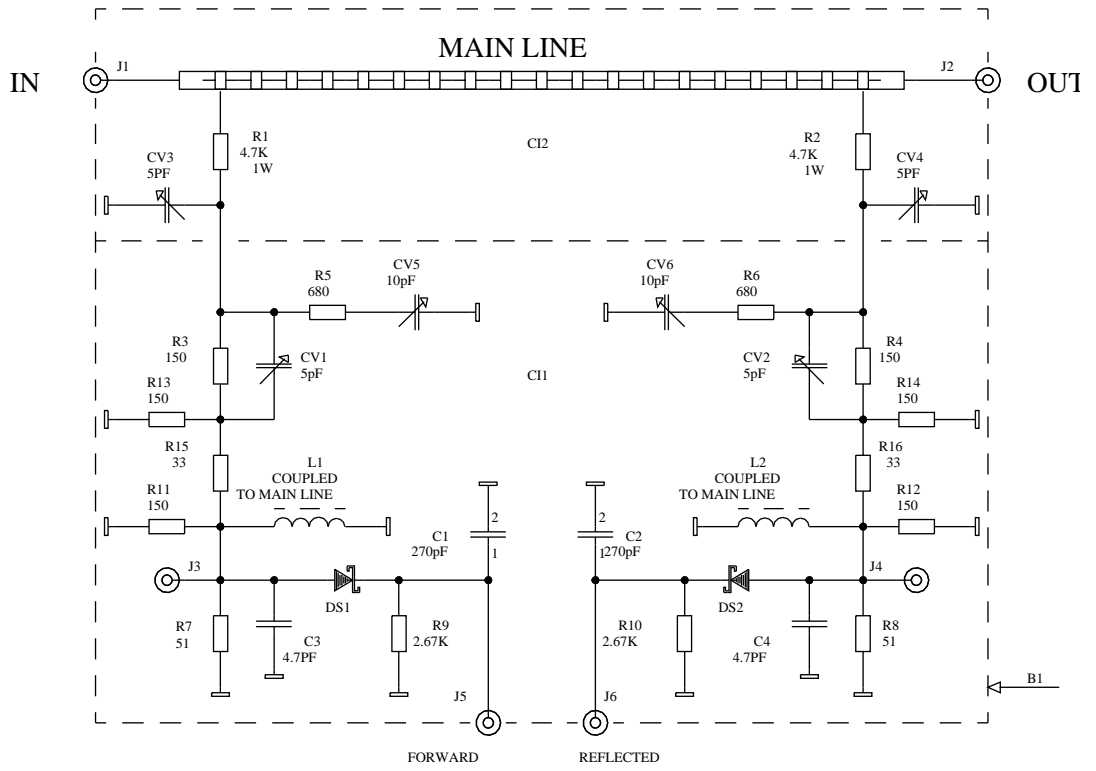 MAIN LINE
IN
J1
J2
OUT
R1
4.7K
1W
CI2
R2
4.7K
1W
CV3
5PF
CV4
5PF
R5
680
CV5
10pF
CV6
10pF
R6
680
R3
150
CV1
5pF
CI1
CV2
5pF
R4
150
R13
150
R14
150
R15
33
R16
33
L1
COUPLED
TO MAIN LINE
L2
COUPLED
TO MAIN LINE
R11
150
R12
150
2
C1
270pF
1
2
C2
270pF
1
J3
J4
DS1
DS2
R7
51
C3
4.7PF
R9
2.67K
R10
2.67K
C4
4.7PF
R8
51
J5
J6
B1
FORWARD
REFLECTED